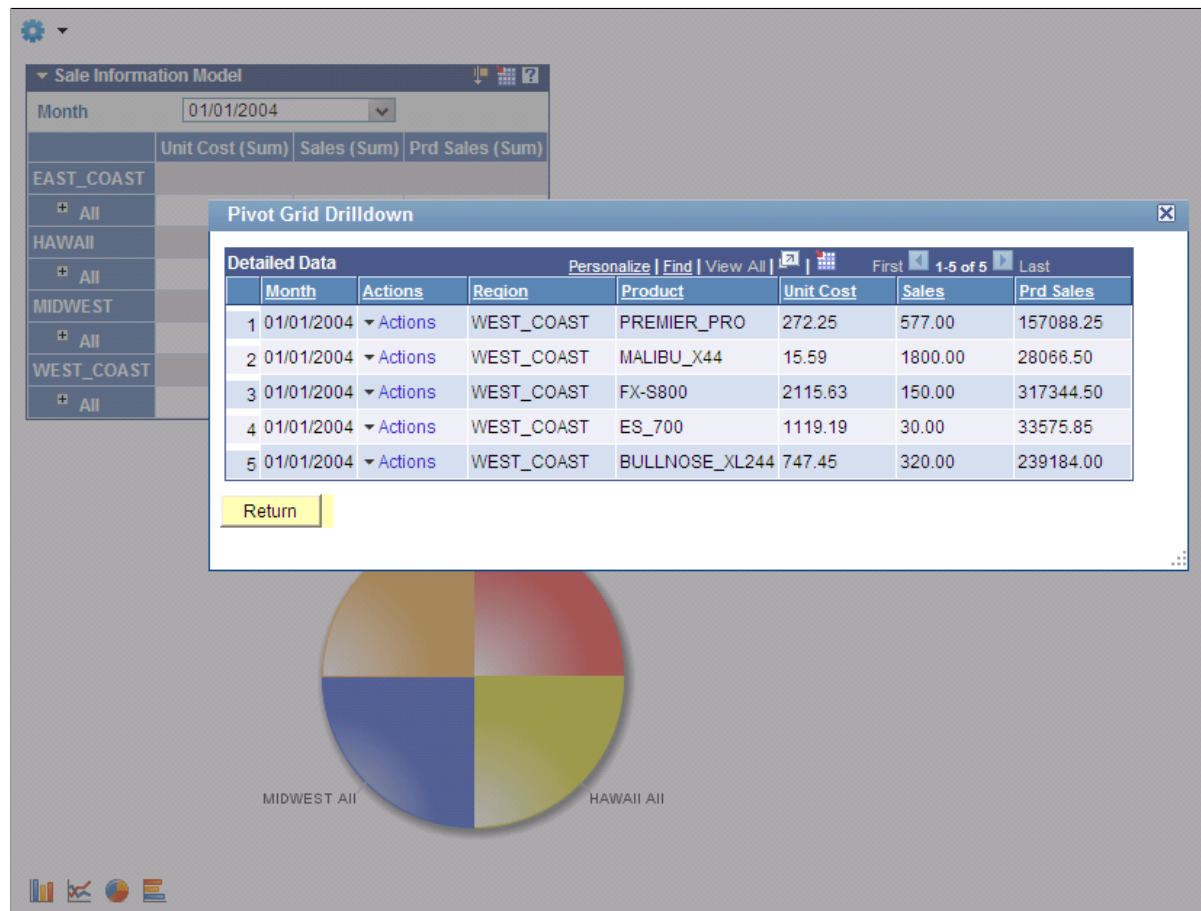 Sale Information Model
Month 01/01/2004
Unit Cost (Sum) Sales (Sum) Prd Sales (Sum)
EAST_COAST
All
HAWAII
All
MIDWEST
All
WEST_COAST
All
Pivot Grid Drilldown
Detailed Data Personalize | Find | View All | | First 1-5 of 5 Last
Month Actions Region Product Unit Cost Sales Prd Sales
1 01/01/2004 Actions WEST_COAST PREMIER_PRO 272.25 577.00 157088.25
2 01/01/2004 Actions WEST_COAST MALIBU_X44 15.59 1800.00 28066.50
3 01/01/2004 Actions WEST_COAST FX-S800 2115.63 150.00 317344.50
4 01/01/2004 Actions WEST_COAST ES_700 1119.19 30.00 33575.85
5 01/01/2004 Actions WEST_COAST BULLNOSE_XL244 747.45 320.00 239184.00
Return
MIDWEST All HAWAII All